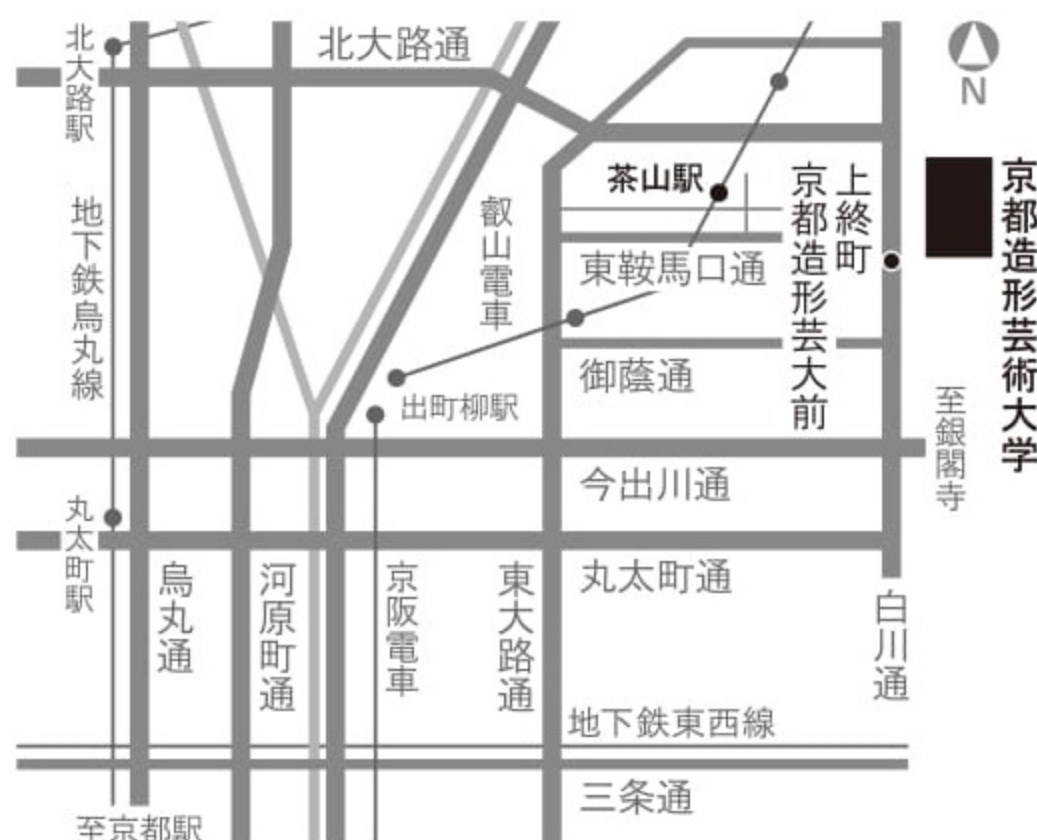 北大路駅
北大路通
N
地下鉄烏丸線
叡山電車
茶山駅
上終町
京都造形芸大前
京都造形芸術大学
東鞍馬口通
御蔭通
出町柳駅
至銀閣寺
今出川通
丸太町駅
丸太町通
烏丸通
河原町通
京阪電車
東大路通
白川通
地下鉄東西線
三条通
至京都駅